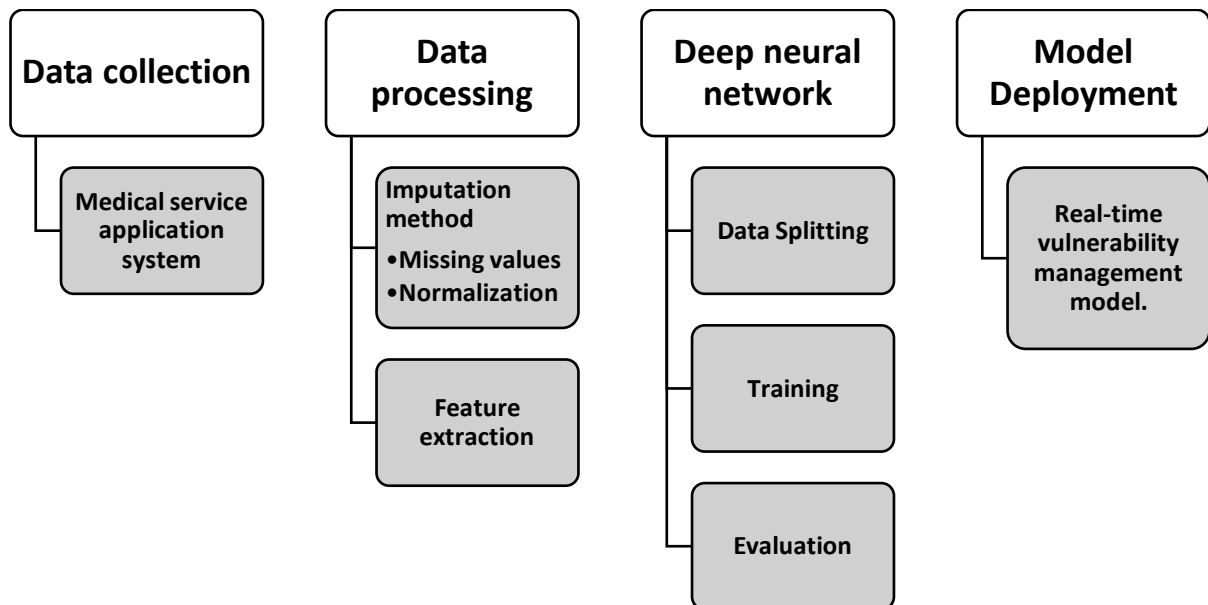 Data collection
Medical service
application
system
Data
processing
Imputation
method
•Missing values
•Normalization
Feature
extraction
Deep neural
network
Data Splitting
Training
Evaluation
Model
Deployment
Real-time
vulnerability
management
model.